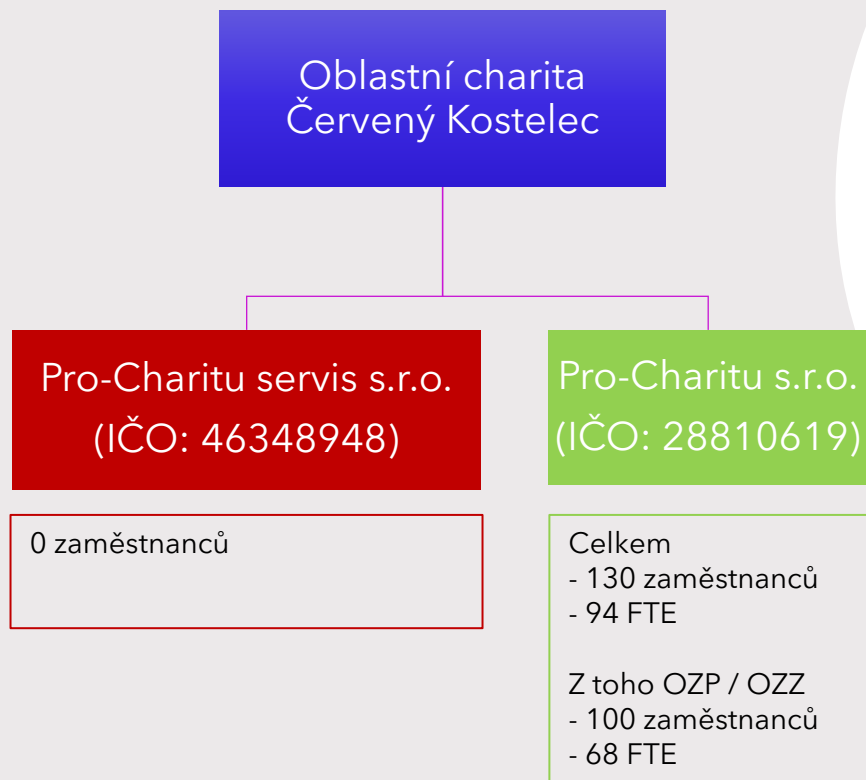 Oblastní charita
Červený Kostelec
Pro-Charitu servis s.r.o.
(IČO: 46348948)
Pro-Charitu s.r.o.
(IČO: 28810619)
0 zaměstnanců
Celkem
- 130 zaměstnanců
- 94 FTE
Z toho OZP / OZZ
- 100 zaměstnanců
- 68 FTE